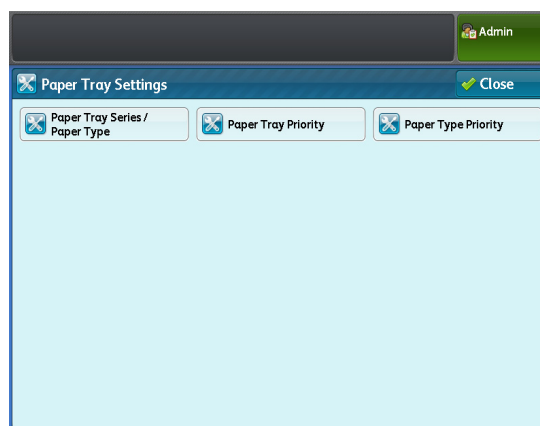 Admin
Paper Tray Settings
Close
Paper Tray Series /
Paper Type
Paper Tray Priority
Paper Type Priority